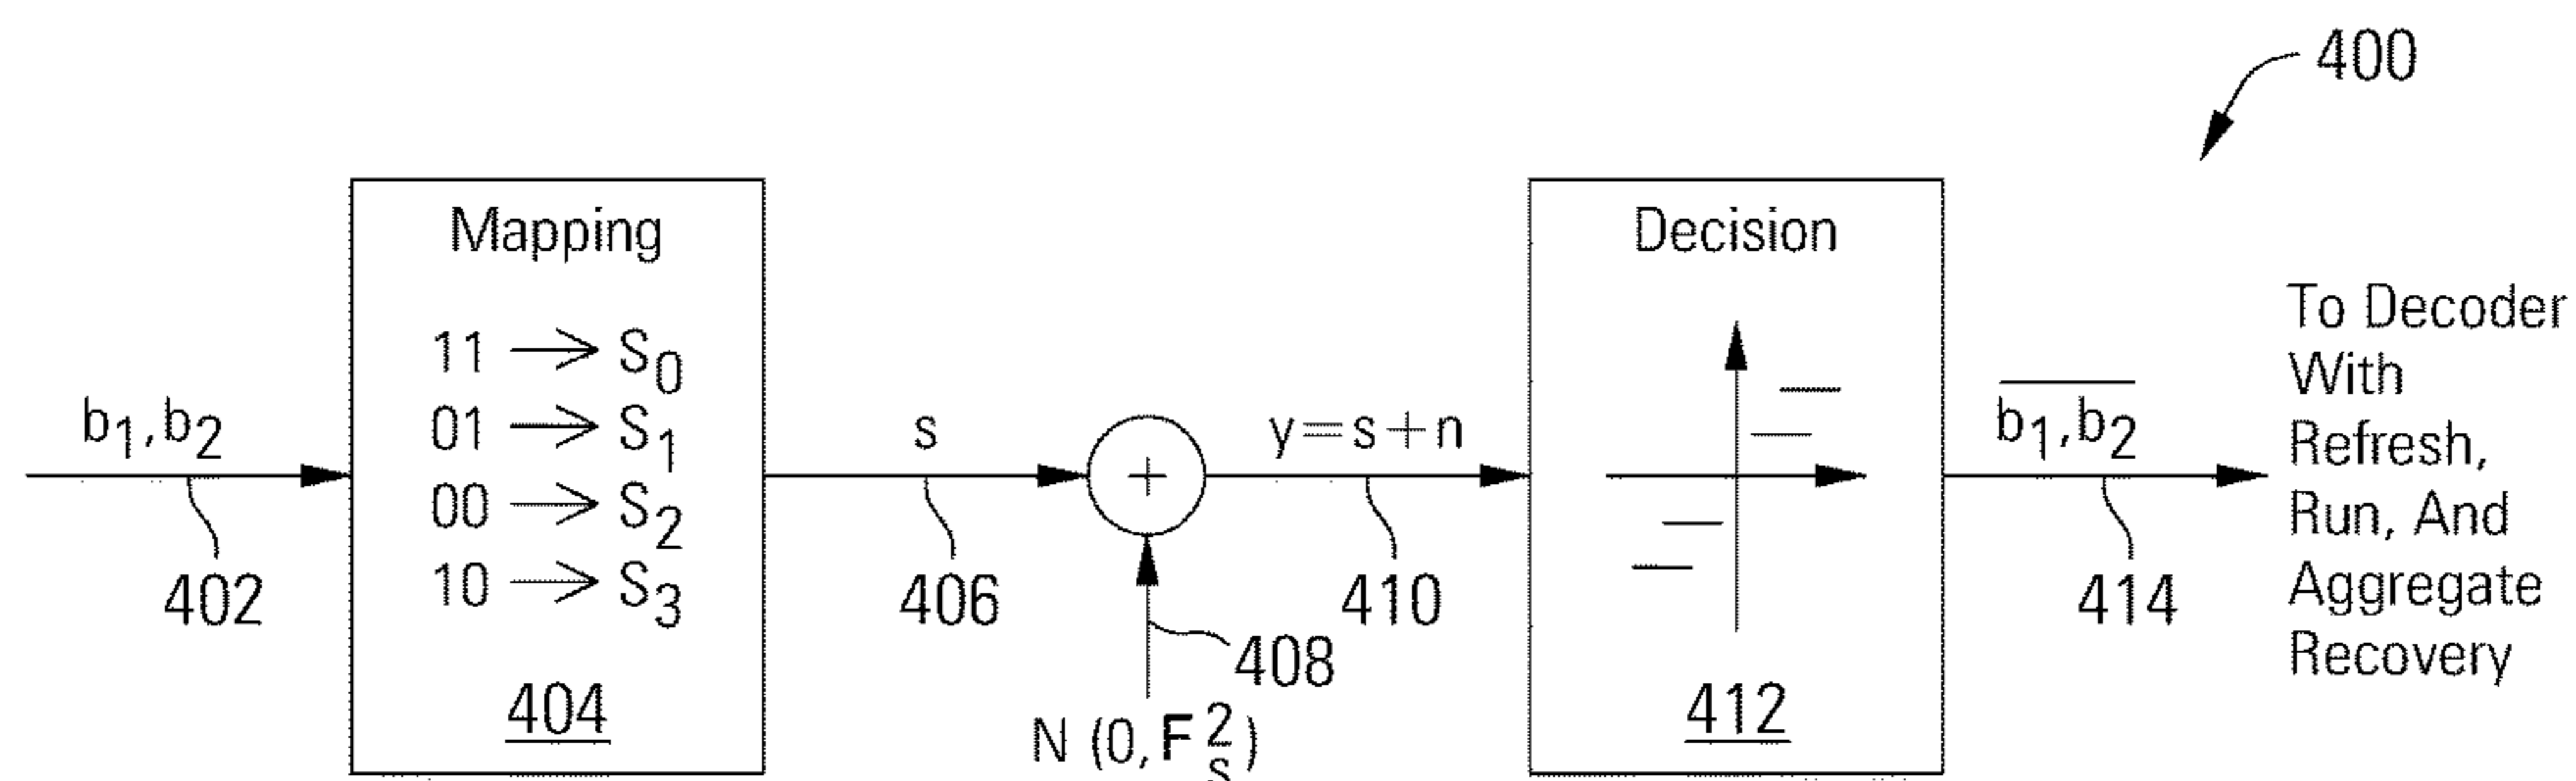 400
Mapping
11 → S0
01 → S1
00 → S2
10 → S3
404
b1,b2
402
s
406
+
408
N (0, F 2 s)
y=s+n
410
Decision
412
b1,b2
414
To Decoder
With
Refresh,
Run, And
Aggregate
Recovery